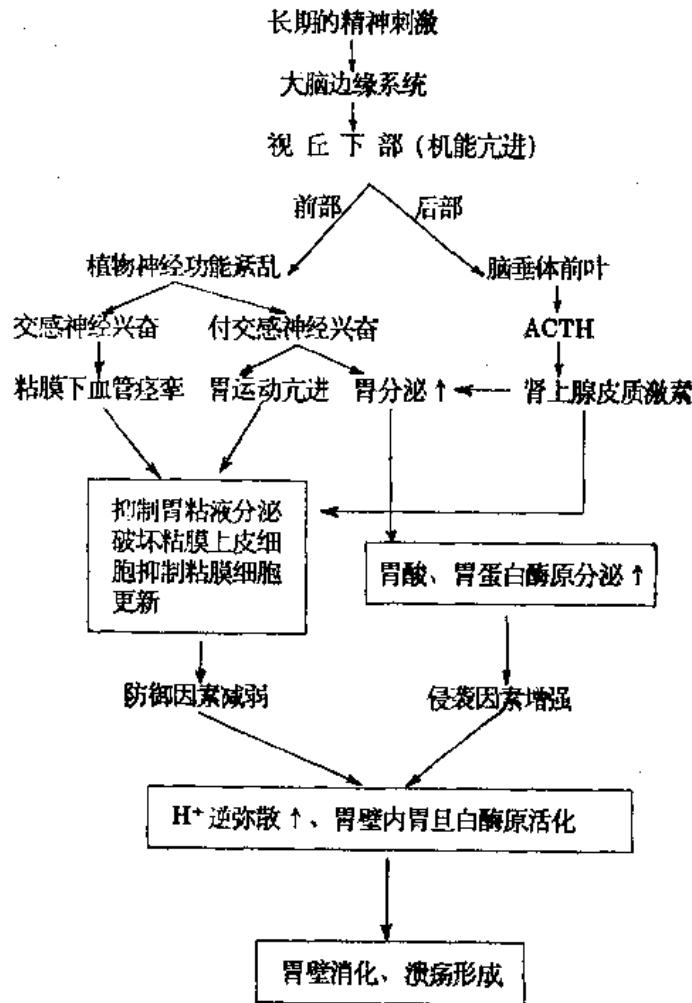 长期的精神刺激
大脑边缘系统
视丘下部(机能亢进)
前部 后部
植物神经功能紊乱 脑垂体前叶
交感神经兴奋 付交感神经兴奋 ACTH
粘膜下血管痉挛 胃运动亢进 胃分泌↑ 肾上腺皮质激素
抑制胃粘液分泌
破坏粘膜上皮细
胞抑制粘膜细胞
更新
胃酸、胃蛋白酶原分泌↑
防御因素减弱 侵袭因素增强
H⁺逆弥散↑、胃壁内胃旦白酶原活化
胃壁消化、溃疡形成